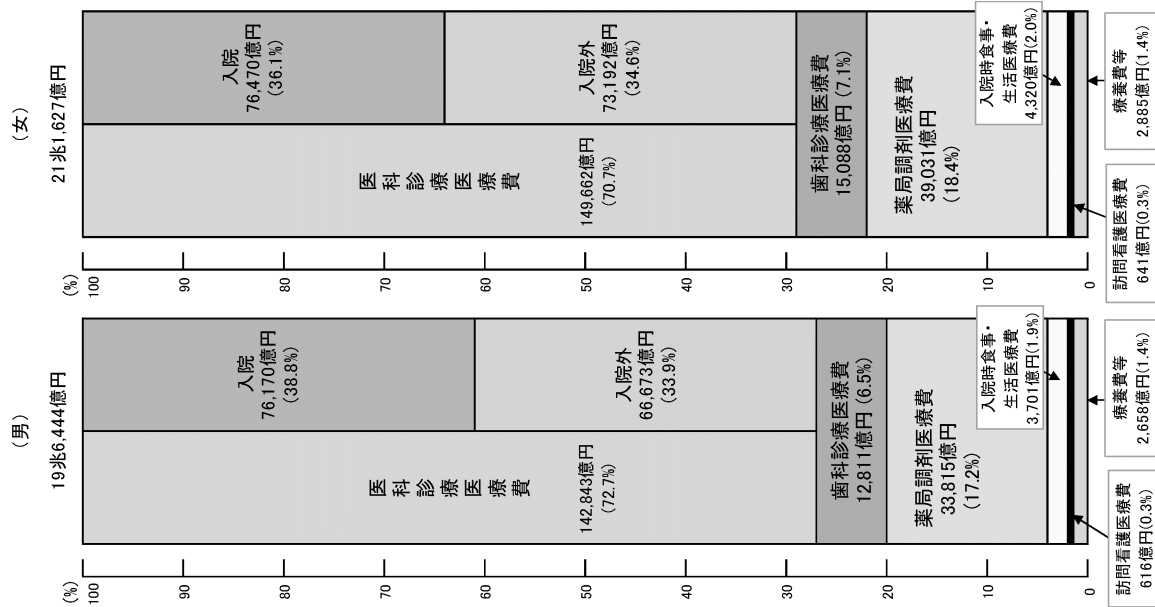 （男）
19兆6,444億円
(%)
100
90
80
70
60
50
40
30
20
10
0
医科診療医療費
142,843億円
(72.7%)
入院
76,170億円
(38.8%)
入院外
66,673億円
(33.9%)
歯科診療医療費
12,811億円 (6.5%)
薬局調剤医療費
33,815億円
(17.2%)
入院時食事・
生活医療費
3,701億円(1.9%)
訪問看護医療費
616億円(0.3%)
療養費等
2,658億円(1.4%)
（女）
21兆1,627億円
(%)
100
90
80
70
60
50
40
30
20
10
0
医科診療医療費
149,662億円
(70.7%)
入院
76,470億円
(36.1%)
入院外
73,192億円
(34.6%)
歯科診療医療費
15,088億円 (7.1%)
薬局調剤医療費
39,031億円
(18.4%)
入院時食事・
生活医療費
4,320億円(2.0%)
訪問看護医療費
641億円(0.3%)
療養費等
2,885億円(1.4%)